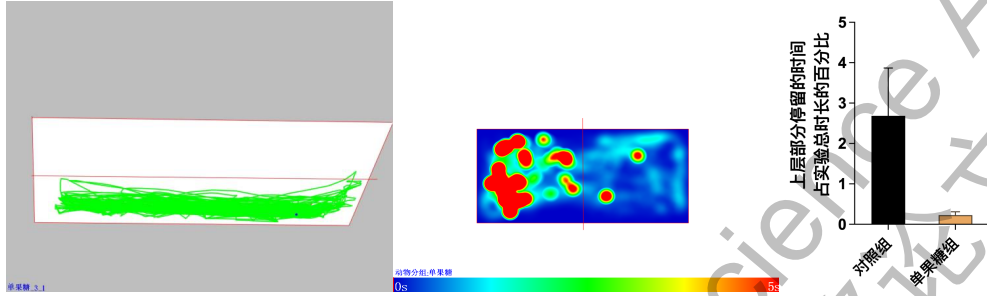 单果糖_3_1
动物分组:单果糖
0s
5s
上层部分停留的时间
占实验总时长的百分比
5
4
3
2
1
0
对照组
单果糖组